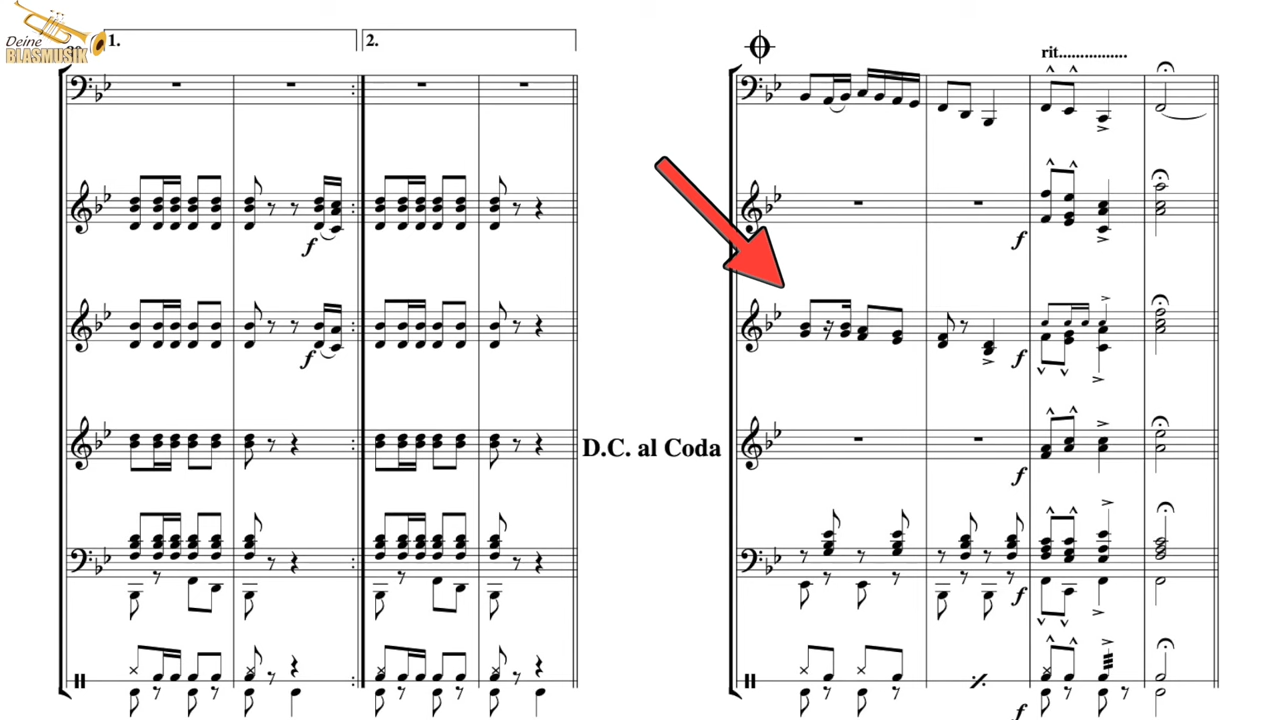 Deine
BLASMUSIK
1.
2.
rit................
f
f
f
f
D.C. al Coda
f
f
f